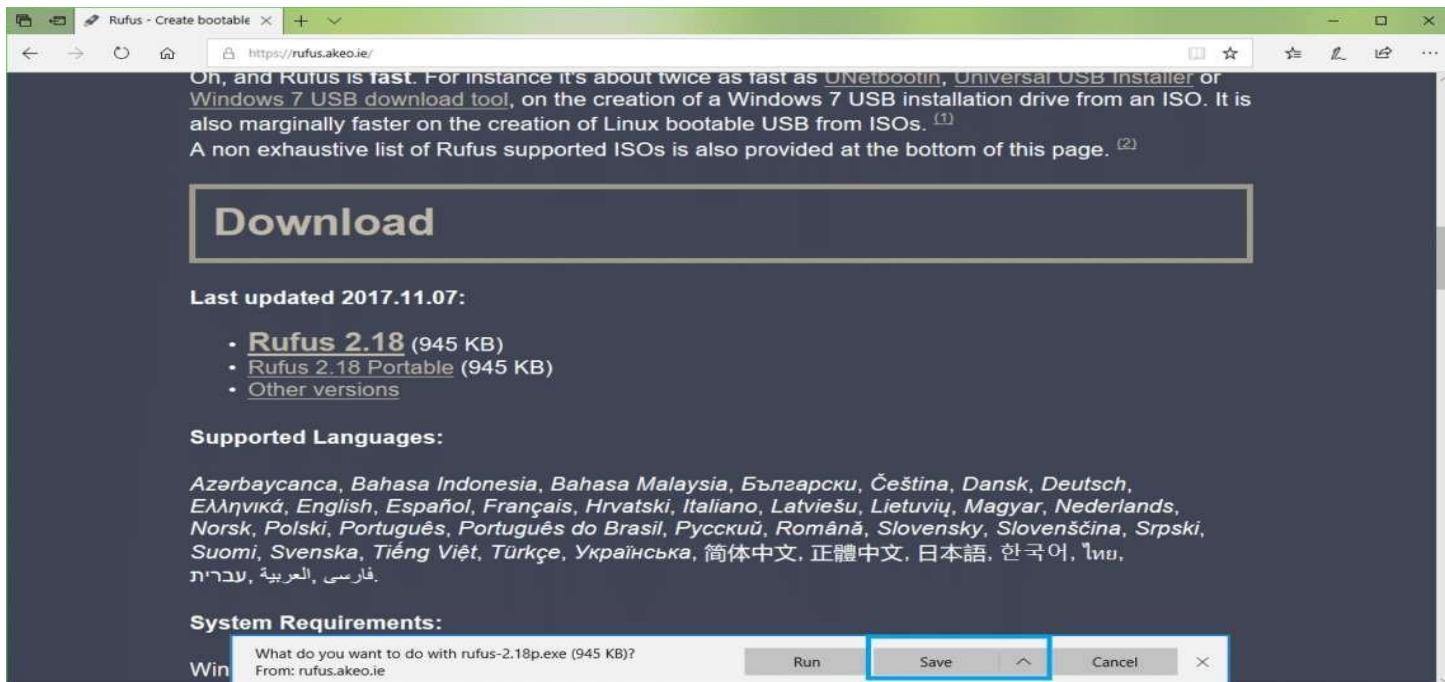 Rufus - Create bootable
https://rufus.akeo.ie/
Oh, and Rufus is fast. For instance it's about twice as fast as UNetbootin, Universal USB Installer or
Windows 7 USB download tool, on the creation of a Windows 7 USB installation drive from an ISO. It is
also marginally faster on the creation of Linux bootable USB from ISOs. (1)
A non exhaustive list of Rufus supported ISOs is also provided at the bottom of this page. (2)
Download
Last updated 2017.11.07:
• Rufus 2.18 (945 KB)
• Rufus 2.18 Portable (945 KB)
• Other versions
Supported Languages:
Azərbaycanca, Bahasa Indonesia, Bahasa Malaysia, Български, Čeština, Dansk, Deutsch,
Ελληνικά, English, Español, Français, Hrvatski, Italiano, Latviešu, Lietuvių, Magyar, Nederlands,
Norsk, Polski, Português, Português do Brasil, Русский, Română, Slovensky, Slovenščina, Srpski,
Suomi, Svenska, Tiếng Việt, Türkçe, Українська, 简体中文, 正體中文, 日本語, 한국어, ไทย,
עברית, العربية, فارسی.
System Requirements:
Win
What do you want to do with rufus-2.18p.exe (945 KB)?
From: rufus.akeo.ie
Run
Save
Cancel